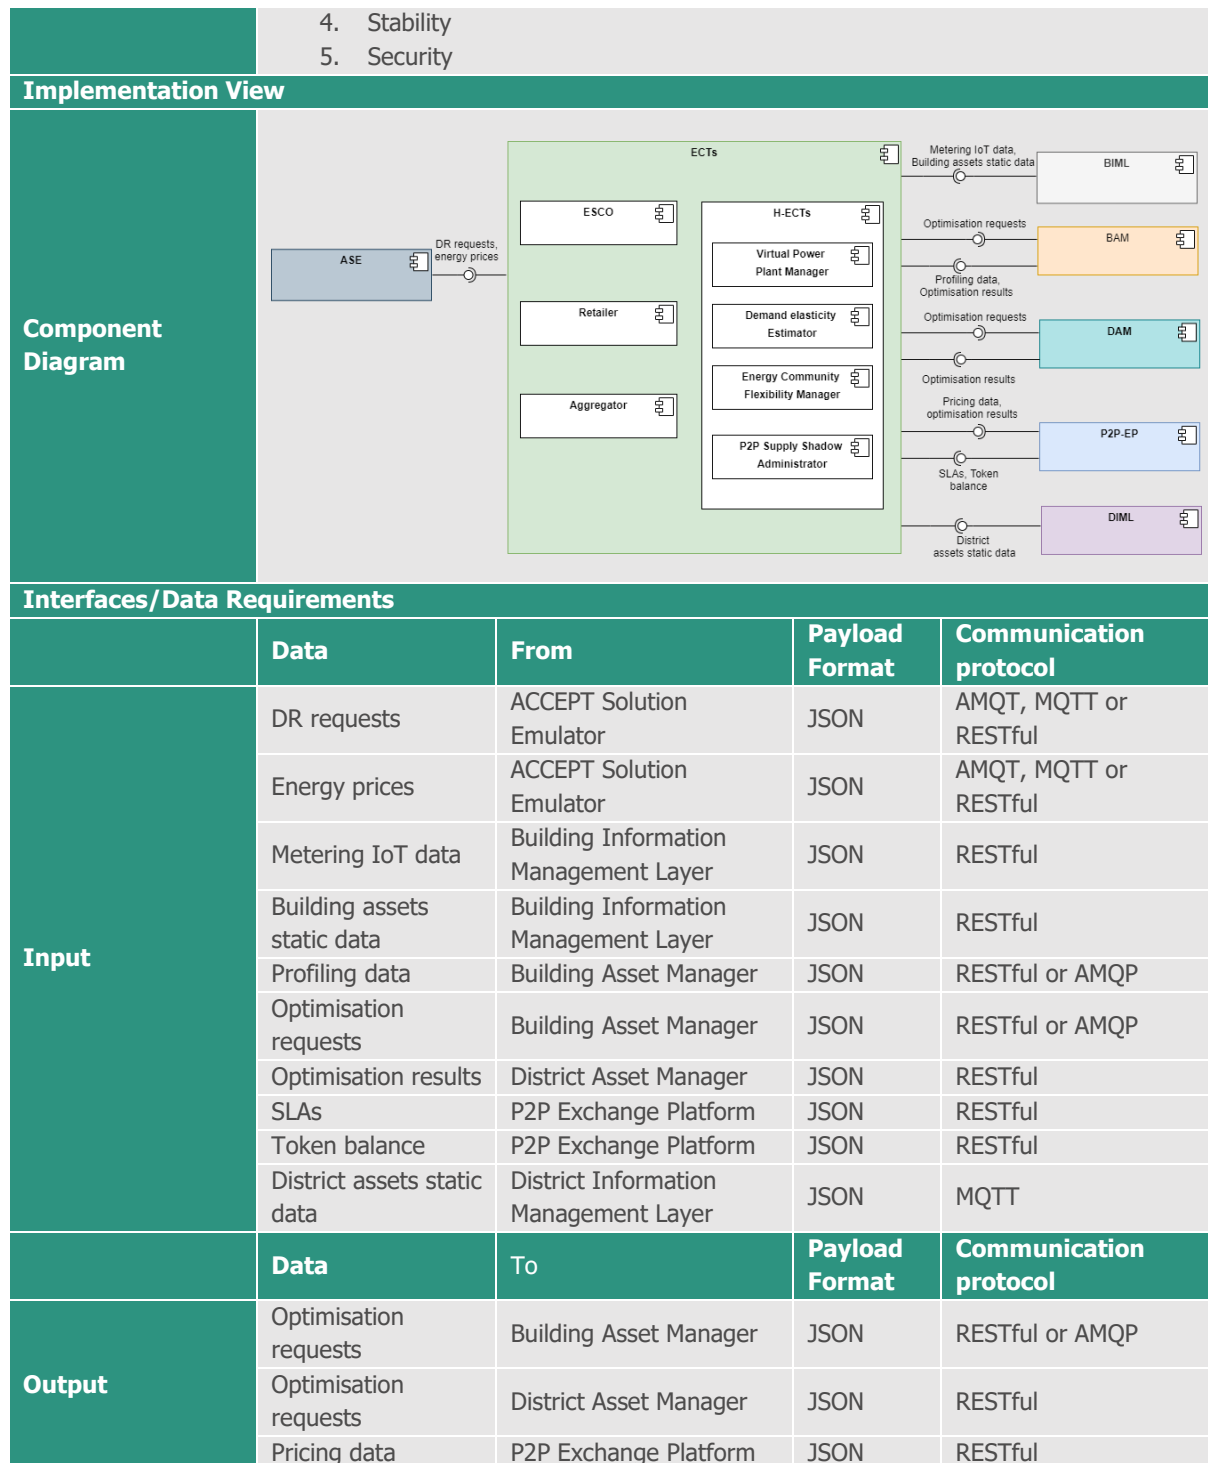 4. Stability
5. Security
Implementation View
Component
Diagram
ASE
DR requests,
energy prices
ECTs
ESCO
Retailer
Aggregator
H-ECTs
Virtual Power
Plant Manager
Demand elasticity
Estimator
Energy Community
Flexibility Manager
P2P Supply Shadow
Administrator
Metering IoT data,
Building assets static data
BIML
Optimisation requests
BAM
Profiling data,
Optimisation results
Optimisation requests
DAM
Optimisation results
Pricing data,
optimisation results
P2P-EP
SLAs, Token
balance
DIML
District
assets static data
Interfaces/Data Requirements
Data
From
Payload
Format
Communication
protocol
Input
DR requests
ACCEPT Solution
Emulator
JSON
AMQT, MQTT or
RESTful
Energy prices
ACCEPT Solution
Emulator
JSON
AMQT, MQTT or
RESTful
Metering IoT data
Building Information
Management Layer
JSON
RESTful
Building assets
static data
Building Information
Management Layer
JSON
RESTful
Profiling data
Building Asset Manager
JSON
RESTful or AMQP
Optimisation
requests
Building Asset Manager
JSON
RESTful or AMQP
Optimisation results
District Asset Manager
JSON
RESTful
SLAs
P2P Exchange Platform
JSON
RESTful
Token balance
P2P Exchange Platform
JSON
RESTful
District assets static
data
District Information
Management Layer
JSON
MQTT
Data
To
Payload
Format
Communication
protocol
Output
Optimisation
requests
Building Asset Manager
JSON
RESTful or AMQP
Optimisation
requests
District Asset Manager
JSON
RESTful
Pricing data
P2P Exchange Platform
JSON
RESTful